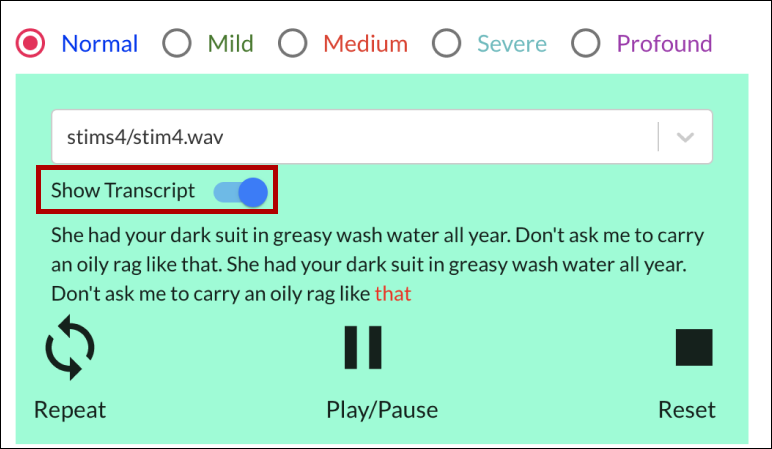 Normal Mild Medium Severe Profound
stims4/stim4.wav
Show Transcript
She had your dark suit in greasy wash water all year. Don't ask me to carry
an oily rag like that. She had your dark suit in greasy wash water all year.
Don't ask me to carry an oily rag like that
Repeat Play/Pause Reset